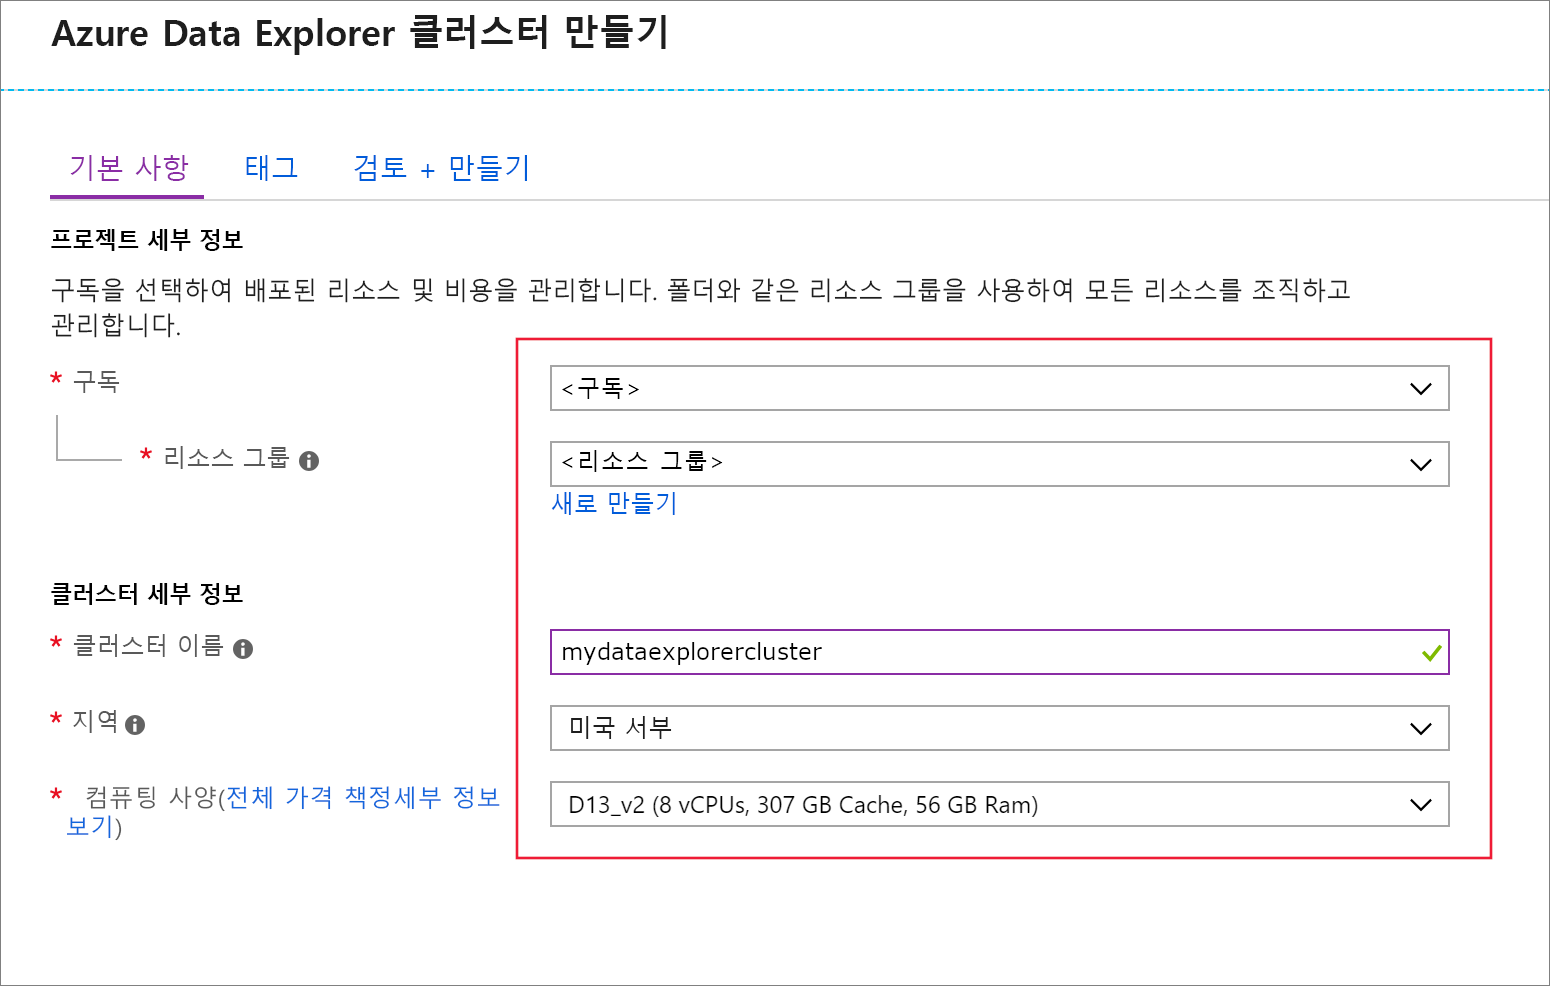 Azure Data Explorer 클러스터 만들기
기본 사항 태그 검토 + 만들기
프로젝트 세부 정보
구독을 선택하여 배포된 리소스 및 비용을 관리합니다. 폴더와 같은 리소스 그룹을 사용하여 모든 리소스를 조직하고
관리합니다.
* 구독 <구독>
* 리소스 그룹 <리소스 그룹>
새로 만들기
클러스터 세부 정보
* 클러스터 이름 mydataexplorercluster
* 지역 미국 서부
* 컴퓨팅 사양(전체 가격 책정세부 정보 D13_v2 (8 vCPUs, 307 GB Cache, 56 GB Ram)
보기)